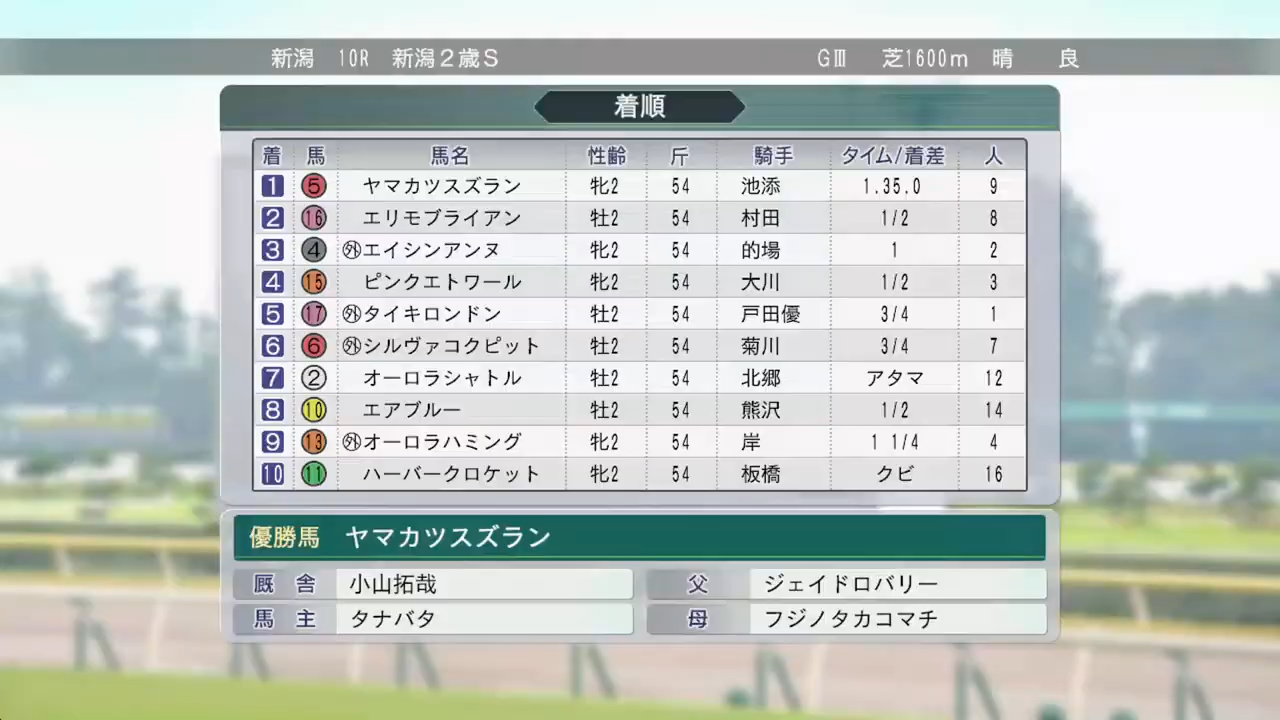 新潟 10R 新潟２歳Ｓ GⅢ 芝1600m 晴 良
着順
着 馬 馬名 性齢 斤 騎手 タイム/着差 人
1 5 ヤマカツスズラン 牝2 54 池添 1.35.0 9
2 16 エリモブライアン 牡2 54 村田 1/2 8
3 4 外エイシンアンヌ 牝2 54 的場 1 2
4 15 ピンクエトワール 牝2 54 大川 1/2 3
5 17 外タイキロンドン 牡2 54 戸田優 3/4 1
6 6 外シルヴァコクピット 牡2 54 菊川 3/4 7
7 2 オーロラシャトル 牡2 54 北郷 アタマ 12
8 10 エアブルー 牡2 54 熊沢 1/2 14
9 13 外オーロラハミング 牝2 54 岸 1 1/4 4
10 11 ハーバークロケット 牝2 54 板橋 クビ 16
優勝馬 ヤマカツスズラン
厩舎 小山拓哉 父 ジェイドロバリー
馬主 タナバタ 母 フジノタカコマチ